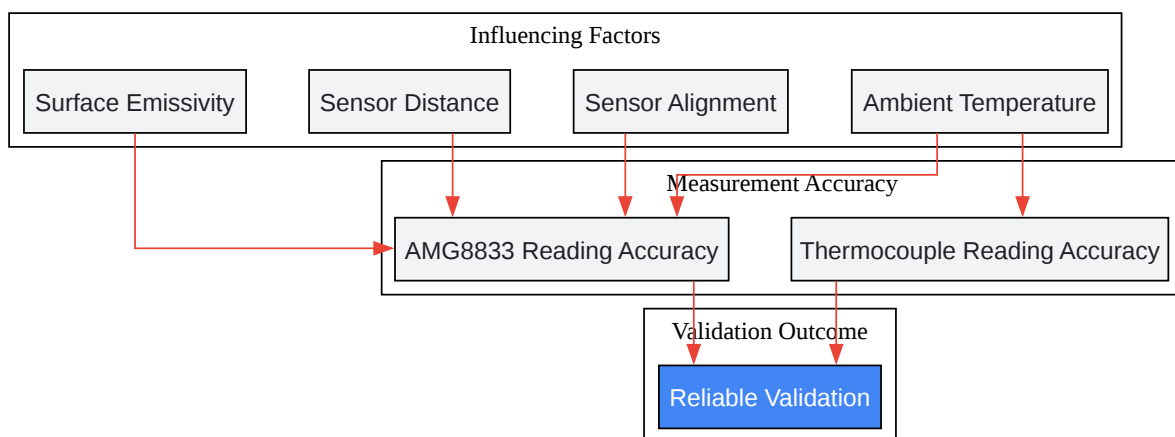 Influencing Factors
Surface Emissivity
Sensor Distance
Sensor Alignment
Ambient Temperature
Measurement Accuracy
AMG8833 Reading Accuracy
Thermocouple Reading Accuracy
Validation Outcome
Reliable Validation